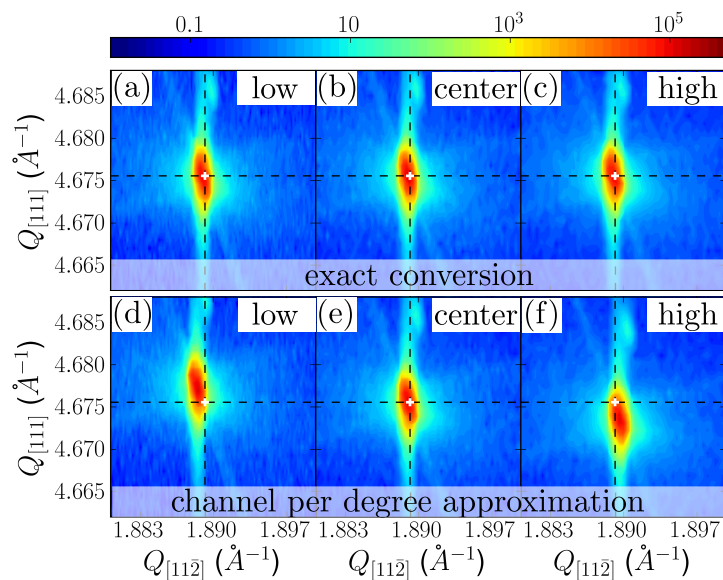 0.1 10 10³ 10⁵
(a) low (b) center (c) high
4.685
4.680
4.675
4.670
4.665
Q[111] (Å⁻¹)
exact conversion
(d) low (e) center (f) high
4.685
4.680
4.675
4.670
4.665
Q[111] (Å⁻¹)
channel per degree approximation
1.883 1.890 1.897 1.883 1.890 1.897 1.883 1.890 1.897
Q[112̄] (Å⁻¹) Q[112̄] (Å⁻¹) Q[112̄] (Å⁻¹)